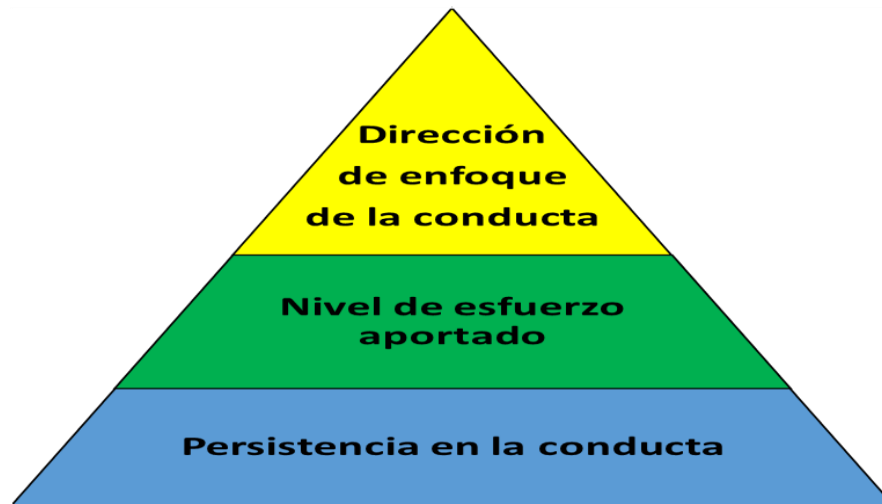 Dirección
de enfoque
de la conducta
Nivel de esfuerzo
aportado
Persistencia en la conducta